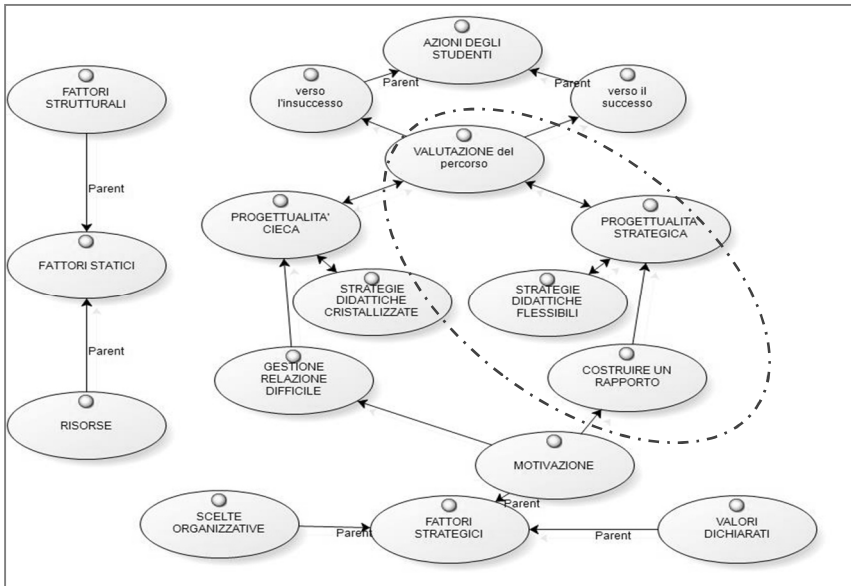 AZIONI DEGLI
STUDENTI
FATTORI
STRUTTURALI
verso
l'insuccesso
Parent
Parent
verso il
successo
VALUTAZIONE del
percorso
Parent
PROGETTUALITA'
CIECA
PROGETTUALITA'
STRATEGICA
FATTORI STATICI
STRATEGIE
DIDATTICHE
CRISTALLIZZATE
STRATEGIE
DIDATTICHE
FLESSIBILI
Parent
GESTIONE
RELAZIONE
DIFFICILE
COSTRUIRE UN
RAPPORTO
RISORSE
MOTIVAZIONE
Parent
SCELTE
ORGANIZZATIVE
Parent
FATTORI
STRATEGICI
Parent
VALORI
DICHIARATI